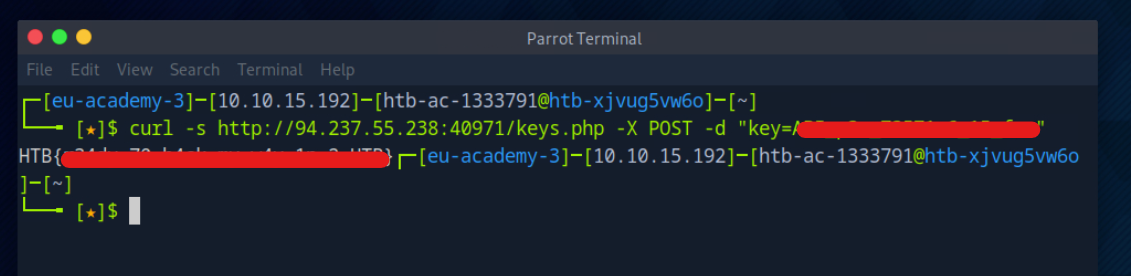 Parrot Terminal
File Edit View Search Terminal Help
┌─[eu-academy-3]─[10.10.15.192]─[htb-ac-1333791@htb-xjvug5vw6o]─[~]
└──╼ [★]$ curl -s http://94.237.55.238:40971/keys.php -X POST -d "key=
HTB{ }┌─[eu-academy-3]─[10.10.15.192]─[htb-ac-1333791@htb-xjvug5vw6o
]─[~]
└──╼ [★]$